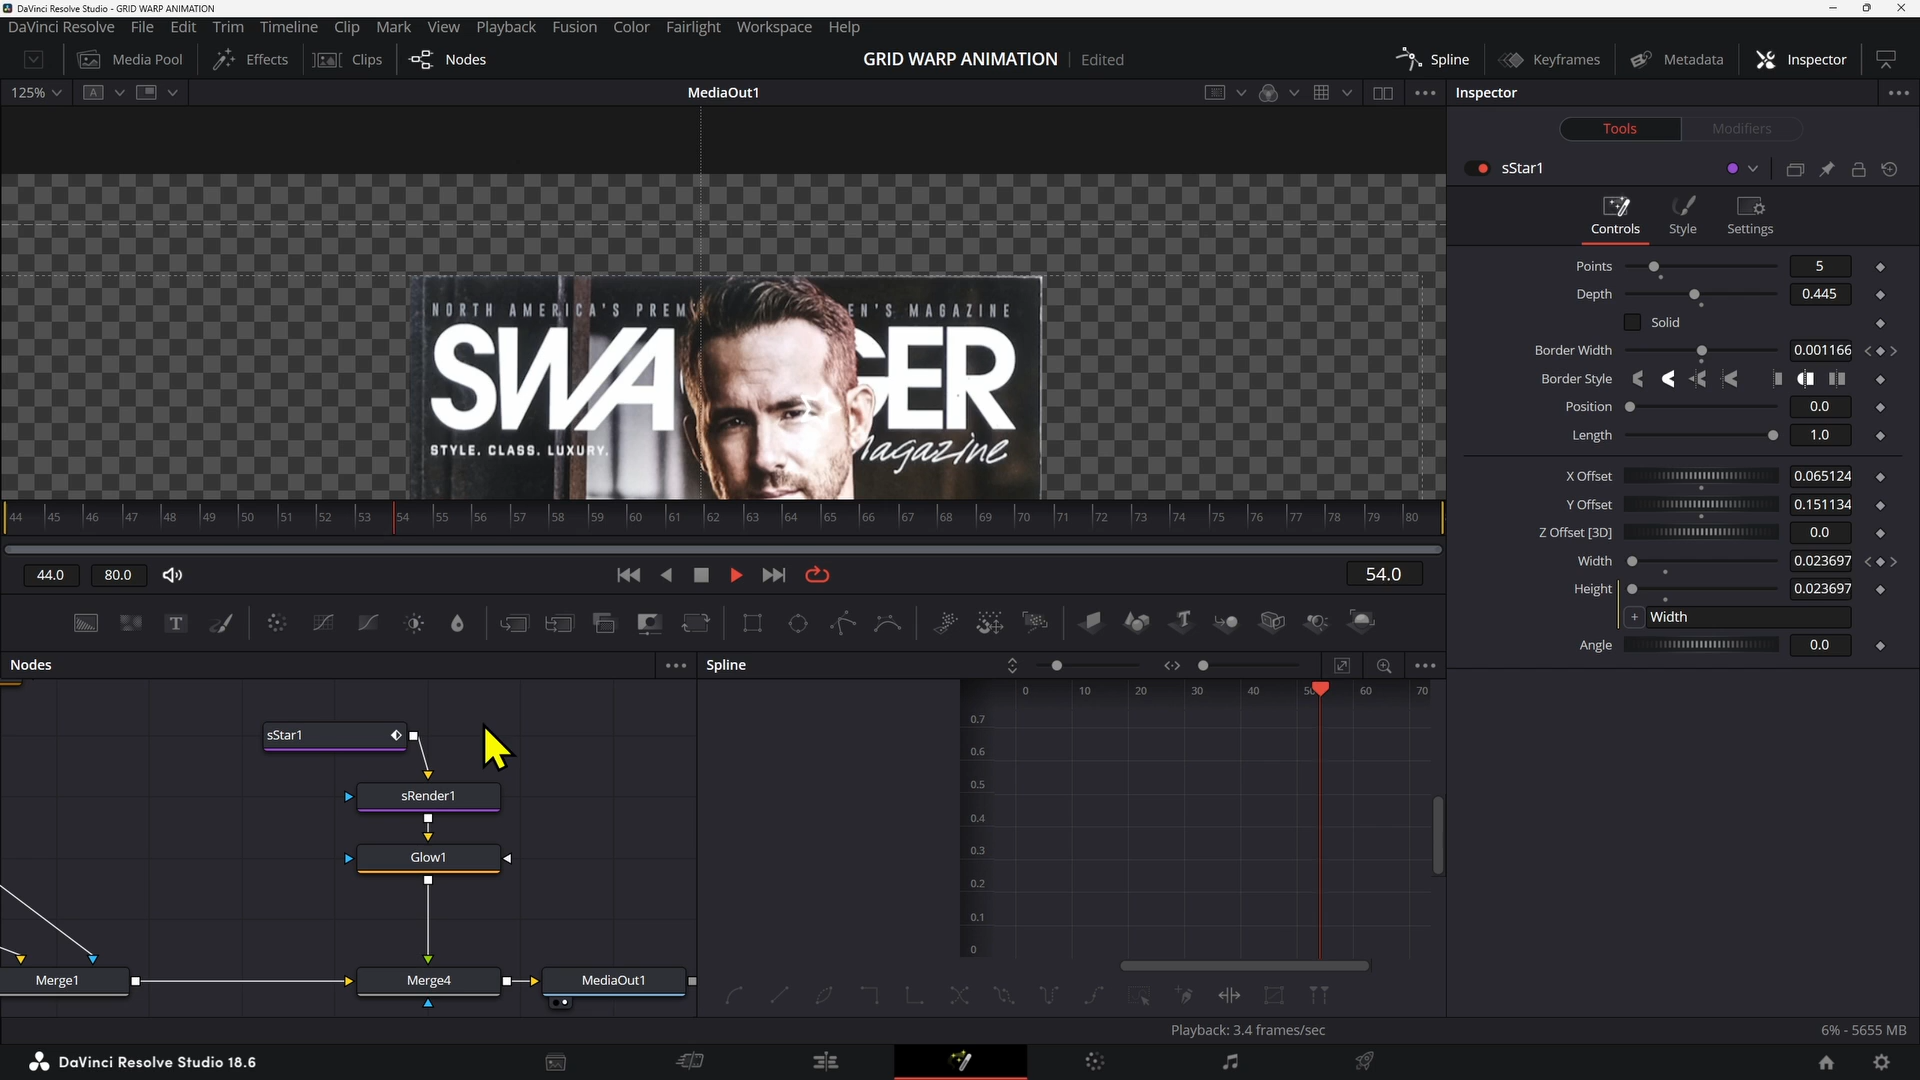 DaVinci Resolve Studio - GRID WARP ANIMATION
DaVinci Resolve File Edit Trim Timeline Clip Mark View Playback Fusion Color Fairlight Workspace Help
Media Pool Effects Clips Nodes GRID WARP ANIMATION Edited Spline Keyframes Metadata Inspector
125% A MediaOut1 Inspector
Tools Modifiers
sStar1
Controls Style Settings
Points 5
Depth 0.445
Solid
Border Width 0.001166
Border Style
Position 0.0
Length 1.0
X Offset 0.065124
Y Offset 0.151134
Z Offset [3D] 0.0
Width 0.023697
Height 0.023697
+ Width
Angle 0.0
NORTH AMERICA'S PREM EN'S MAGAZINE
SWA GER
STYLE. CLASS. LUXURY.
agazine
44 45 46 47 48 49 50 51 52 53 54 55 56 57 58 59 60 61 62 63 64 65 66 67 68 69 70 71 72 73 74 75 76 77 78 79 80
44.0 80.0 54.0
Nodes Spline
sStar1
sRender1
Glow1
Merge1 Merge4 MediaOut1
0 10 20 30 40 50 60 70
0.7
0.6
0.5
0.4
0.3
0.2
0.1
0
Playback: 3.4 frames/sec 6% - 5655 MB
DaVinci Resolve Studio 18.6